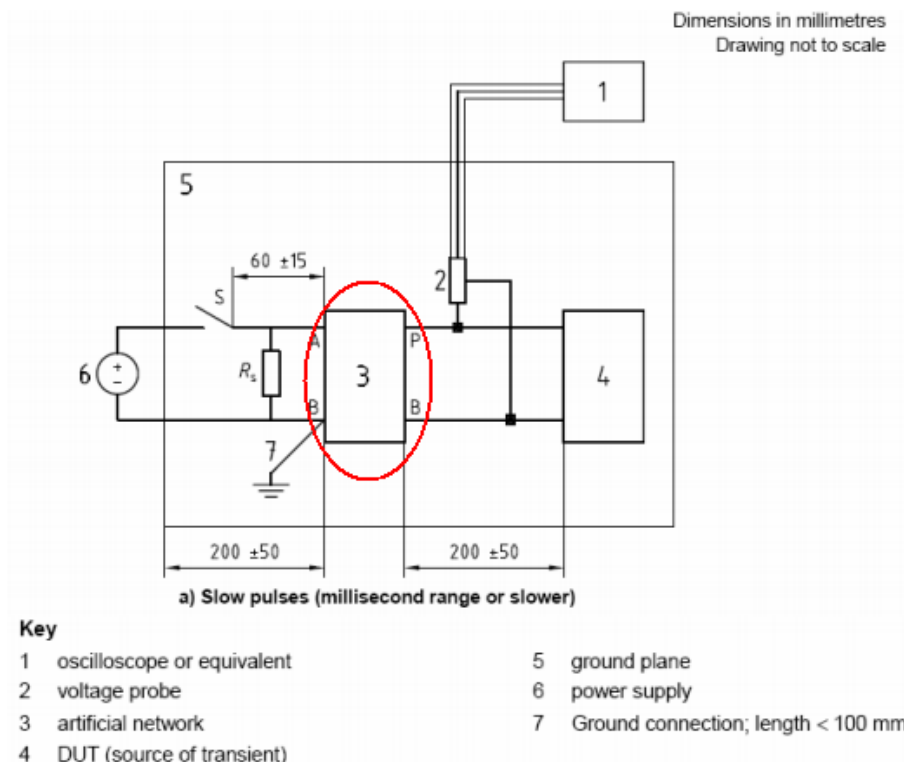 Dimensions in millimetres
Drawing not to scale
1
5
60 ±15
S
2
A
P
6
+
−
Rs
3
4
B
B
7
200 ±50
200 ±50
a) Slow pulses (millisecond range or slower)
Key
1 oscilloscope or equivalent
5 ground plane
2 voltage probe
6 power supply
3 artificial network
7 Ground connection; length < 100 mm
4 DUT (source of transient)